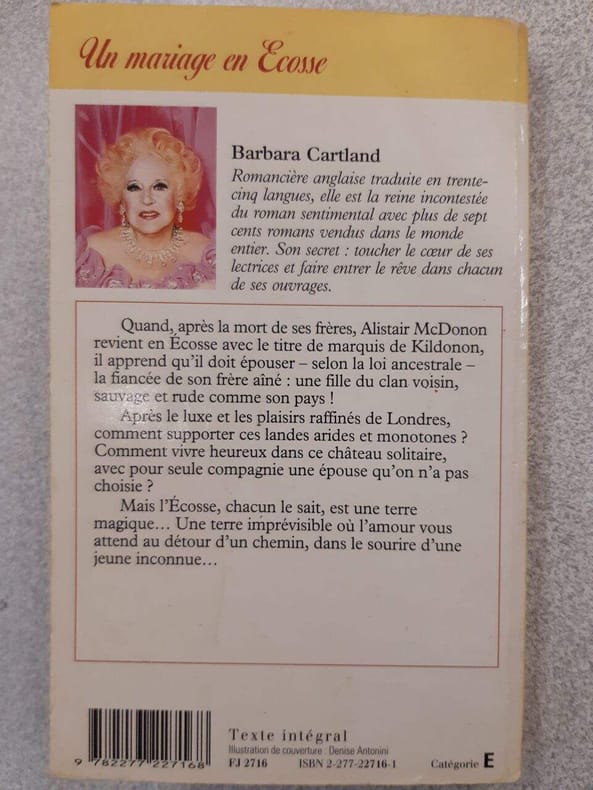 Un mariage en Ecosse
Barbara Cartland
Romancière anglaise traduite en trente-
cinq langues, elle est la reine incontestée
du roman sentimental avec plus de sept
cents romans vendus dans le monde
entier. Son secret : toucher le cœur de ses
lectrices et faire entrer le rêve dans chacun
de ses ouvrages.
Quand, après la mort de ses frères, Alistair McDonon
revient en Écosse avec le titre de marquis de Kildonon,
il apprend qu'il doit épouser – selon la loi ancestrale –
la fiancée de son frère aîné : une fille du clan voisin,
sauvage et rude comme son pays !
Après le luxe et les plaisirs raffinés de Londres,
comment supporter ces landes arides et monotones ?
Comment vivre heureux dans ce château solitaire,
avec pour seule compagnie une épouse qu'on n'a pas
choisie ?
Mais l'Écosse, chacun le sait, est une terre
magique… Une terre imprévisible où l'amour vous
attend au détour d'un chemin, dans le sourire d'une
jeune inconnue…
Texte intégral
Illustration de couverture : Denise Antonini
FJ 2716 ISBN 2-277-22716-1 Catégorie E
9 782277 227168